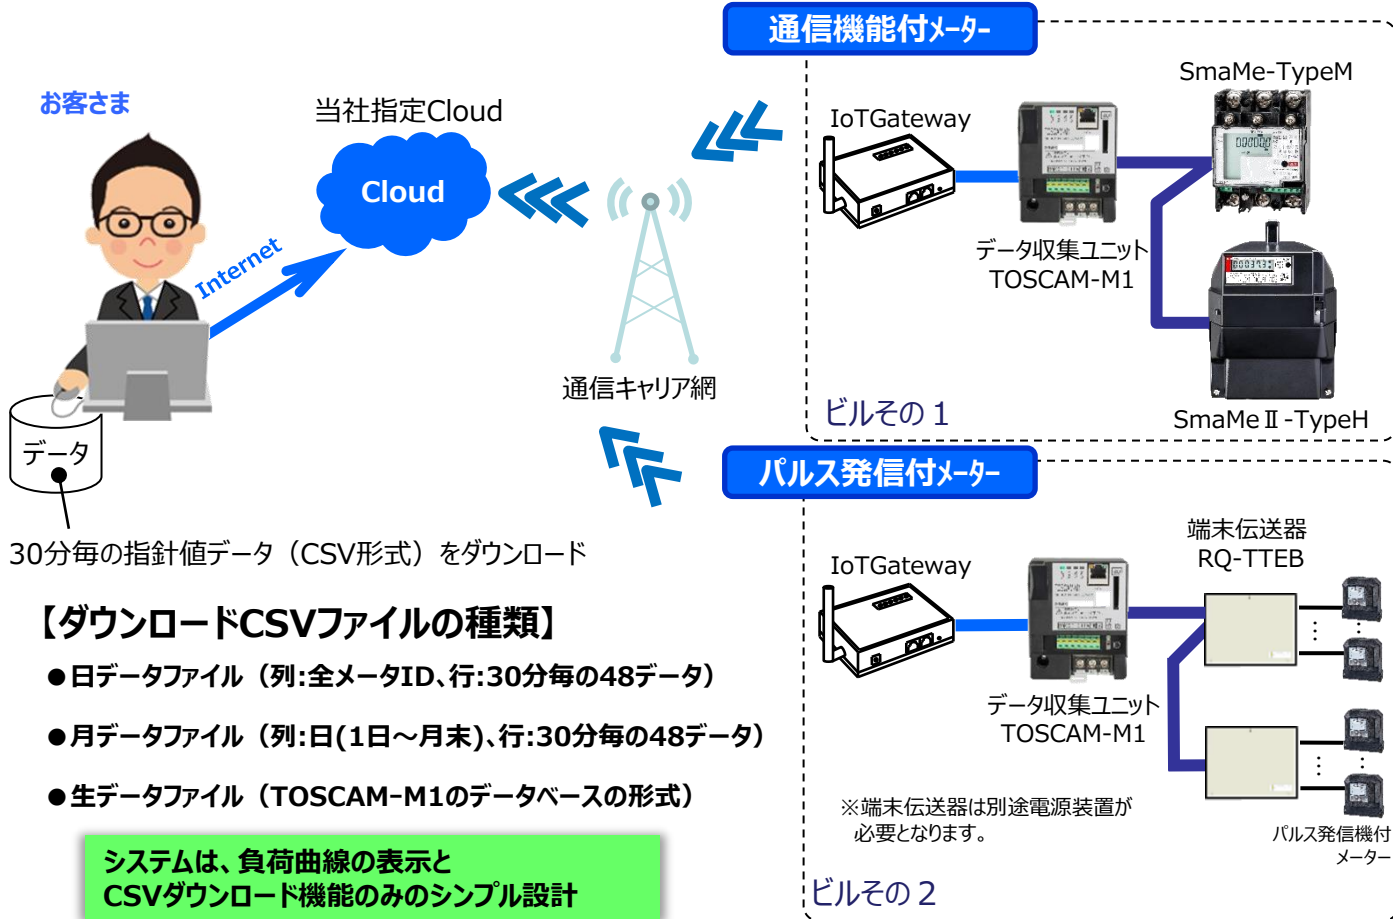 通信機能付ﾒｰﾀｰ
お客さま
当社指定Cloud
Cloud
Internet
データ
通信キャリア網
30分毎の指針値データ（CSV形式）をダウンロード
IoTGateway
データ収集ユニット
TOSCAM-M1
SmaMe-TypeM
SmaMeⅡ-TypeH
ビルその１
パルス発信付ﾒｰﾀｰ
IoTGateway
データ収集ユニット
TOSCAM-M1
端末伝送器
RQ-TTEB
※端末伝送器は別途電源装置が
必要となります。
パルス発信機付
メーター
ビルその２
【ダウンロードCSVファイルの種類】
●日データファイル（列:全メータID、行:30分毎の48データ）
●月データファイル（列:日(1日～月末)、行:30分毎の48データ）
●生データファイル（TOSCAM-M1のデータベースの形式）
システムは、負荷曲線の表示と
CSVダウンロード機能のみのシンプル設計